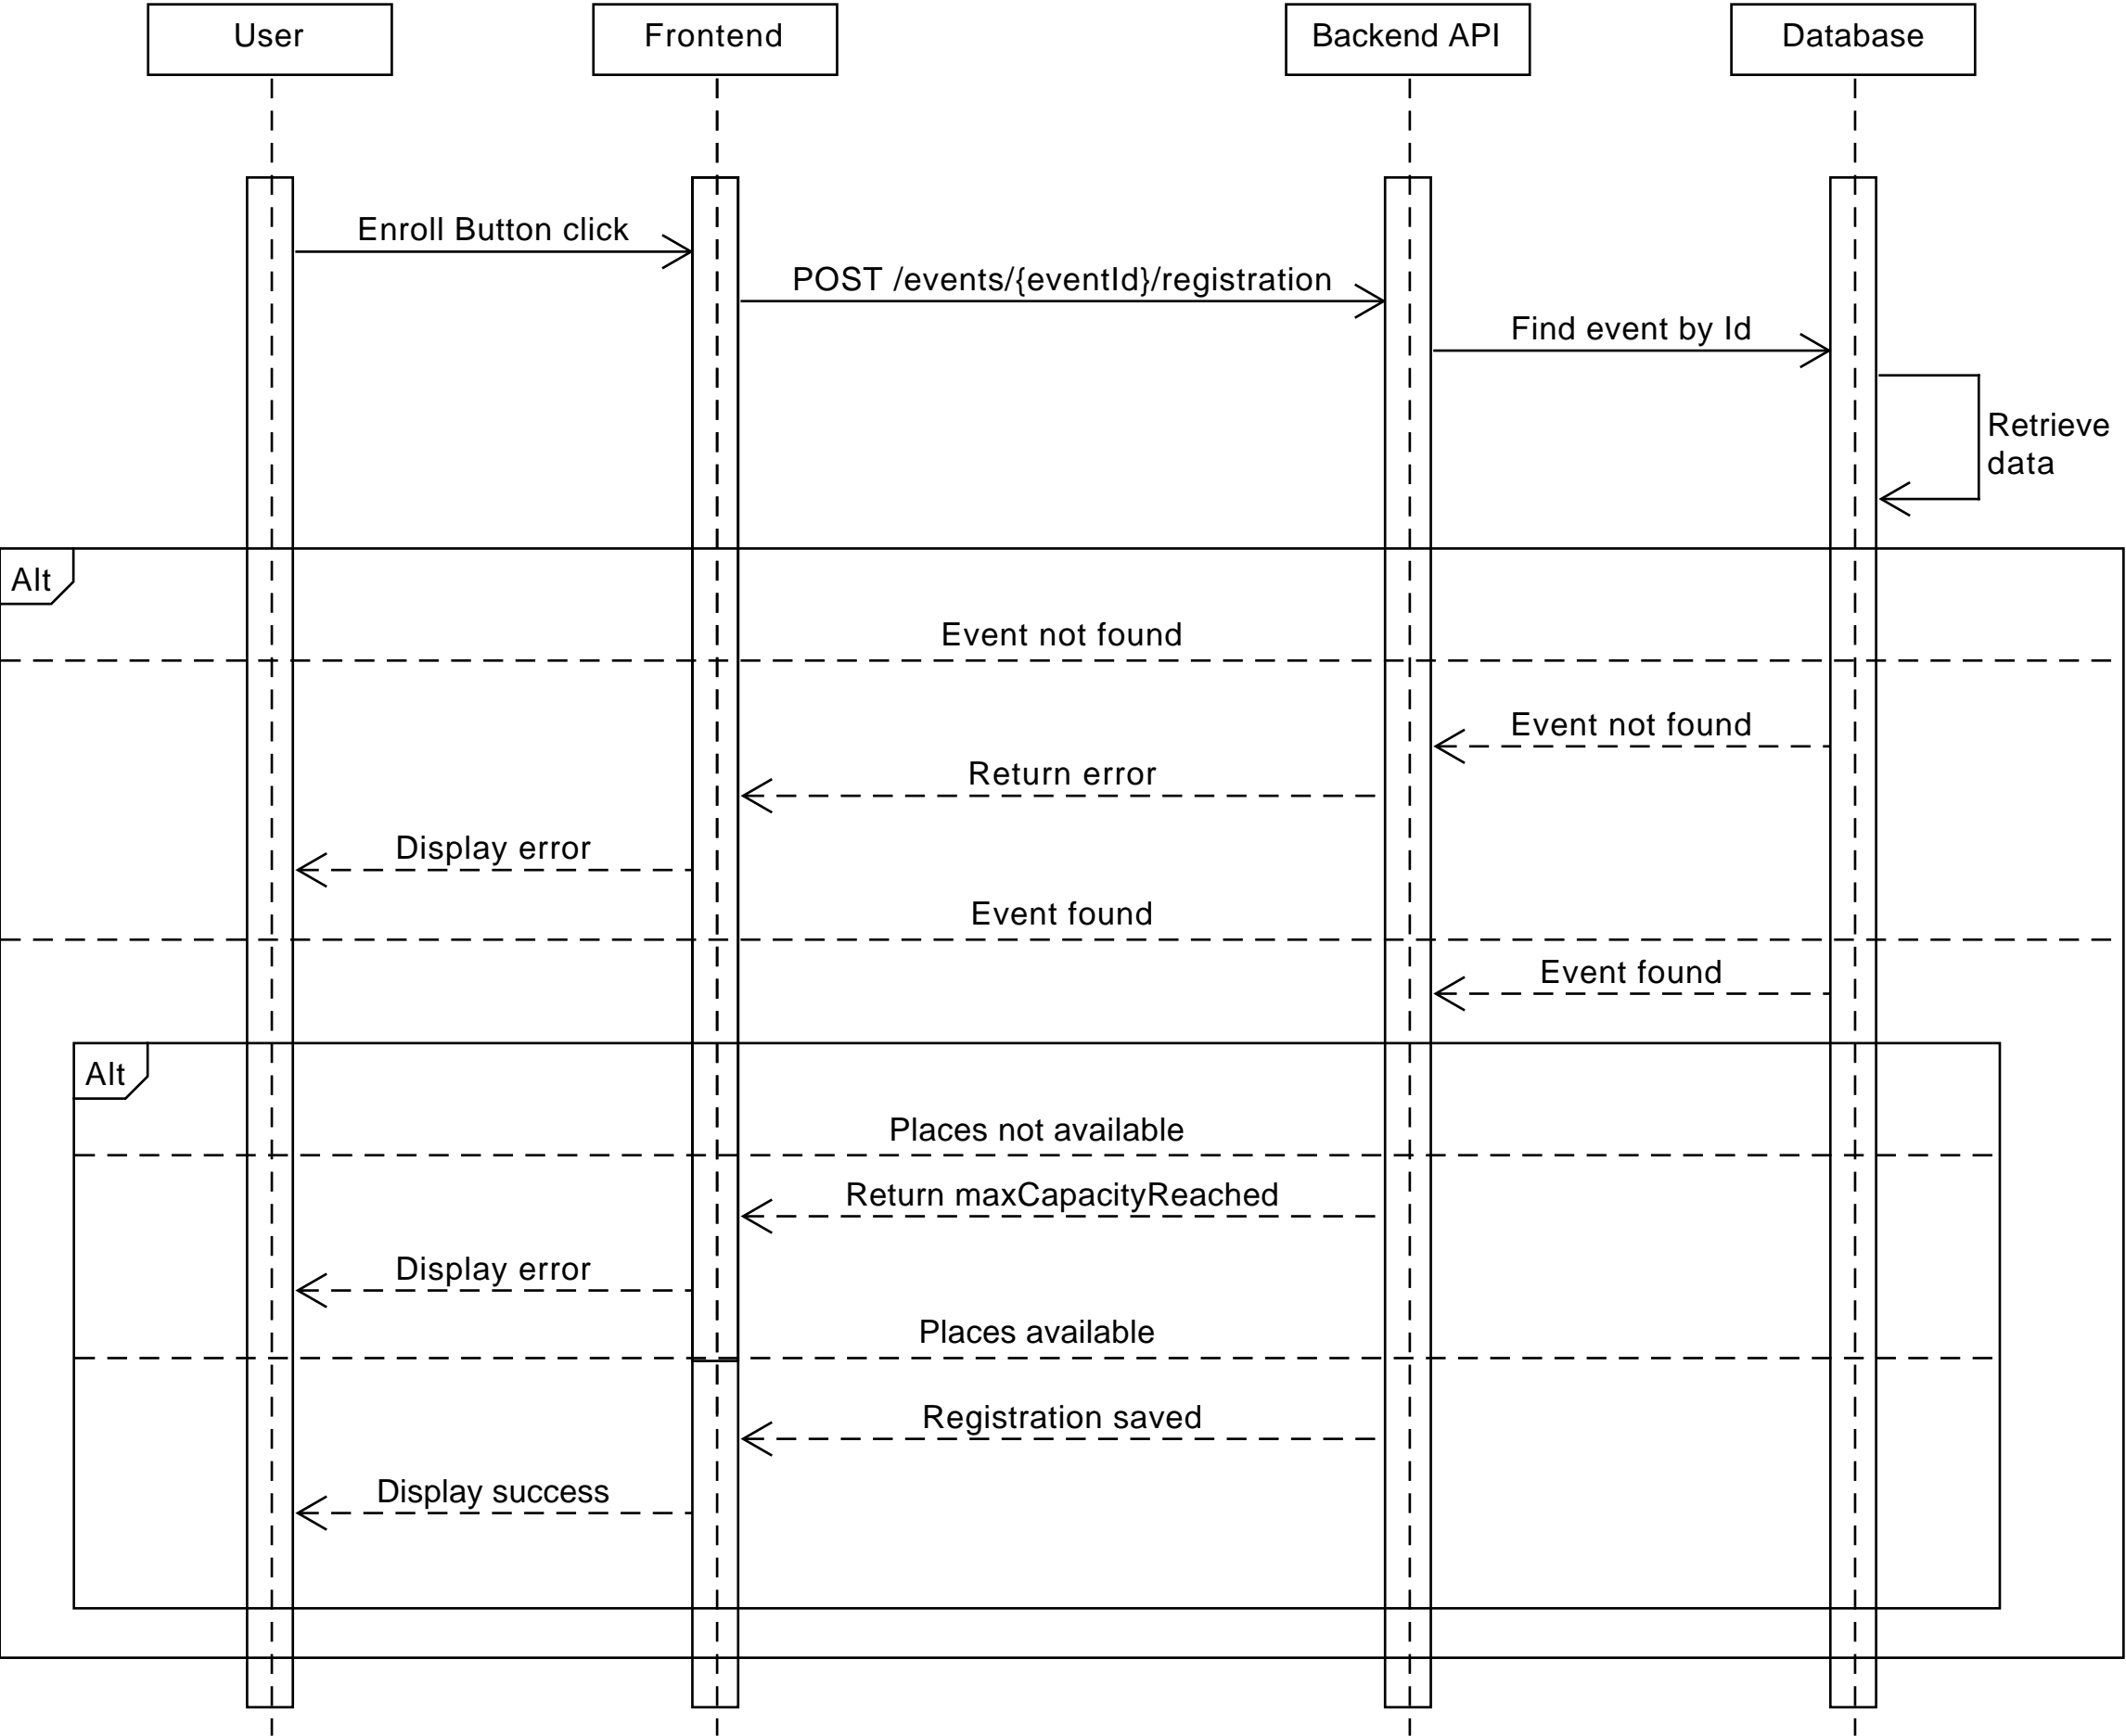 User
Frontend
Backend API
Database
Enroll Button click
POST /events/{eventId}/registration
Find event by Id
Retrieve
data
Alt
Event not found
Event not found
Return error
Display error
Event found
Event found
Alt
Places not available
Return maxCapacityReached
Display error
Places available
Registration saved
Display success